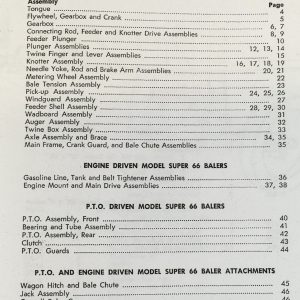 Assembly Page
Tongue 4
Flywheel, Gearbox and Crank 5
Gearbox 6, 7
Connecting Rod, Feeder and Knotter Drive Assemblies 8, 9
Feeder Plunger 10
Plunger Assemblies 12, 13, 14
Twine Finger and Lever Assemblies 15
Knotter Assembly 16, 17, 18, 19
Needle Yoke, Rod and Brake Arm Assemblies 20, 21
Metering Wheel Assembly 22
Bale Tension Assembly 23
Pick-up Assembly 24, 25, 26
Windguard Assembly 27
Feeder Shell Assembly 28, 29, 30
Wadboard Assembly 31
Auger Assembly 32
Twine Box Assembly 33
Axle Assembly and Brace 34, 35
Main Frame, Crank Guard, and Bale Chute Assemblies 35
ENGINE DRIVEN MODEL SUPER 66 BALERS
Gasoline Line, Tank and Belt Tightener Assemblies 36
Engine Mount and Main Drive Assemblies 37, 38
P.T.O. DRIVEN MODEL SUPER 66 BALERS
P.T.O. Assembly, Front 40
Bearing and Tube Assembly 41
P.T.O. Assembly, Rear 42
Clutch 43
P.T.O. Guards 44
P.T.O. AND ENGINE DRIVEN MODEL SUPER 66 BALER ATTACHMENTS
Wagon Hitch and Bale Chute 45
Jack Assembly 45
46